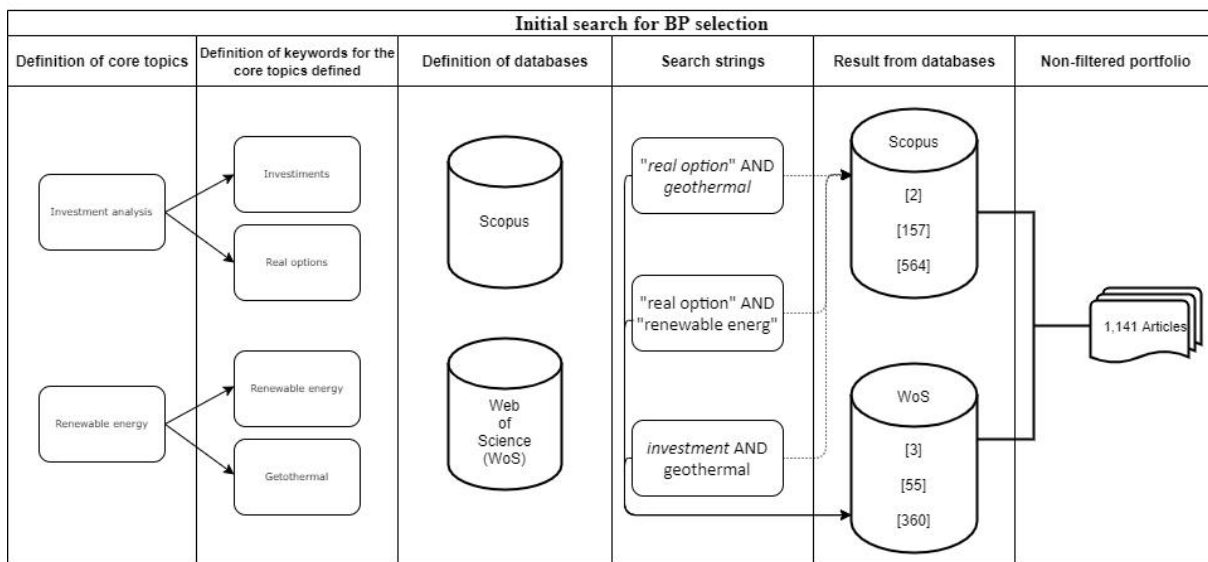 Initial search for BP selection
Definition of core topics
Definition of keywords for the
core topics defined
Definition of databases
Search strings
Result from databases
Non-filtered portfolio
Investment analysis
Renewable energy
Investiments
Real options
Renewable energy
Getothermal
Scopus
Web
of
Science
(WoS)
"real option" AND
geothermal
"real option" AND
"renewable energ"
investment AND
geothermal
Scopus
[2]
[157]
[564]
WoS
[3]
[55]
[360]
1,141 Articles